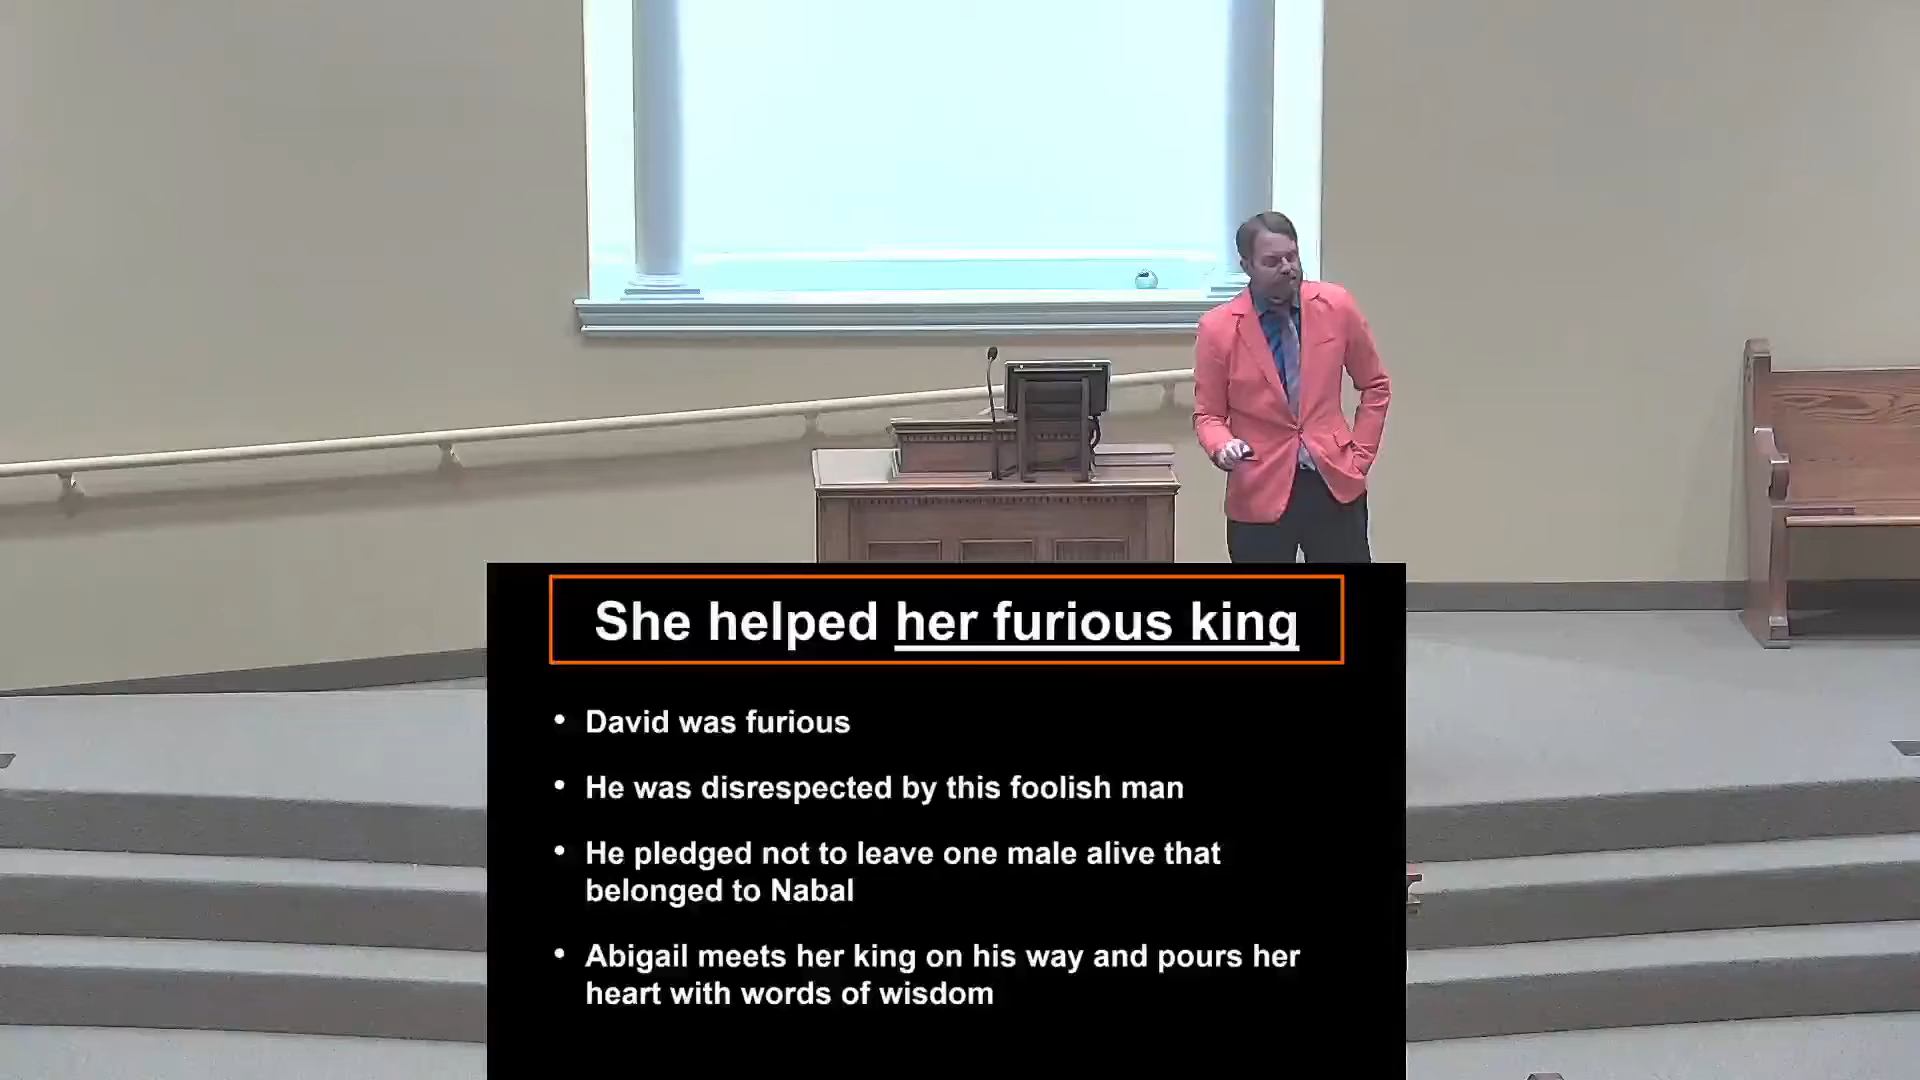 She helped her furious king
• David was furious
• He was disrespected by this foolish man
• He pledged not to leave one male alive that
belonged to Nabal
• Abigail meets her king on his way and pours her
heart with words of wisdom